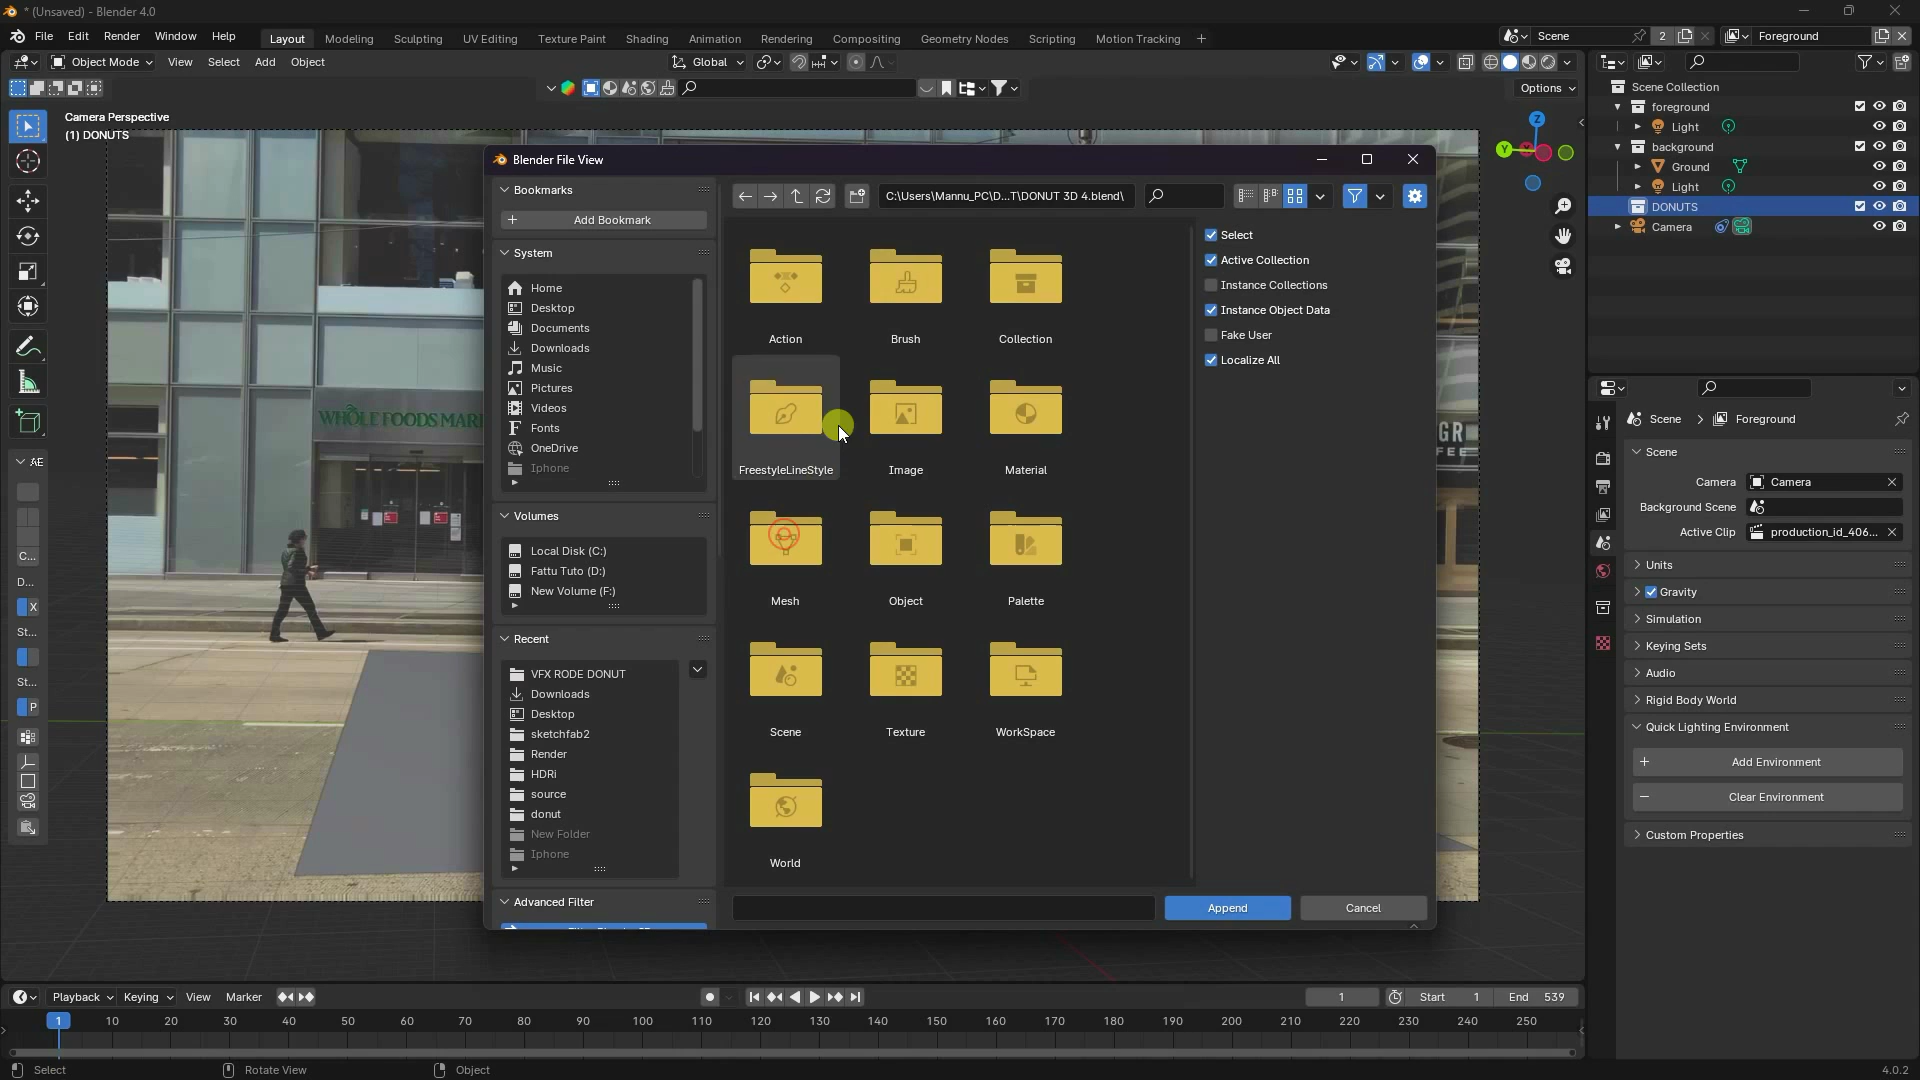 * (Unsaved) - Blender 4.0
File Edit Render Window Help
Layout Modeling Sculpting UV Editing Texture Paint Shading Animation Rendering Compositing Geometry Nodes Scripting Motion Tracking +
Scene 2 Foreground
Object Mode View Select Add Object
Global
Options
Camera Perspective
(1) DONUTS
Z
Y
Scene Collection
foreground
Light
background
Ground
Light
DONUTS
Camera
WHOLE FOODS MAR
GR
FEE
AE
C...
D...
X
St...
St...
P
Blender File View
Bookmarks
Add Bookmark
System
Home
Desktop
Documents
Downloads
Music
Pictures
Videos
Fonts
OneDrive
Iphone
Volumes
Local Disk (C:)
Fattu Tuto (D:)
New Volume (F:)
Recent
VFX RODE DONUT
Downloads
Desktop
sketchfab2
Render
HDRi
source
donut
New Folder
Iphone
Advanced Filter
C:\Users\Mannu_PC\D...T\DONUT 3D 4.blend\
Action Brush Collection
FreestyleLineStyle Image Material
Mesh Object Palette
Scene Texture WorkSpace
World
Select
Active Collection
Instance Collections
Instance Object Data
Fake User
Localize All
Append Cancel
Scene > Foreground
Scene
Camera Camera
Background Scene
Active Clip production_id_406...
Units
Gravity
Simulation
Keying Sets
Audio
Rigid Body World
Quick Lighting Environment
Add Environment
Clear Environment
Custom Properties
Playback Keying View Marker
1 Start 1 End 539
1 10 20 30 40 50 60 70 80 90 100 110 120 130 140 150 160 170 180 190 200 210 220 230 240 250
Select Rotate View Object 4.0.2